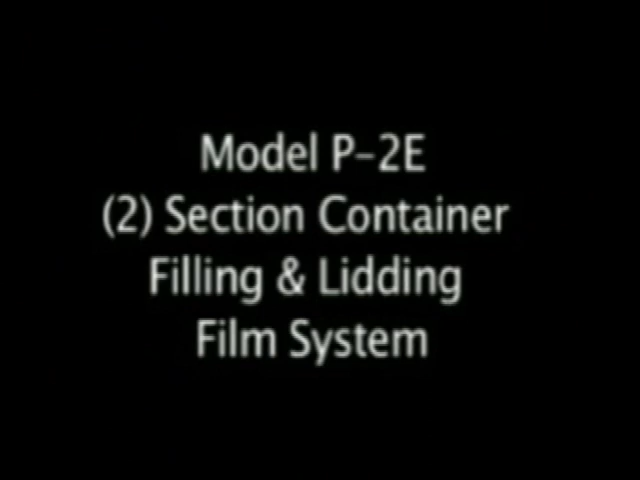 Model P-2E
(2) Section Container
Filling & Lidding
Film System